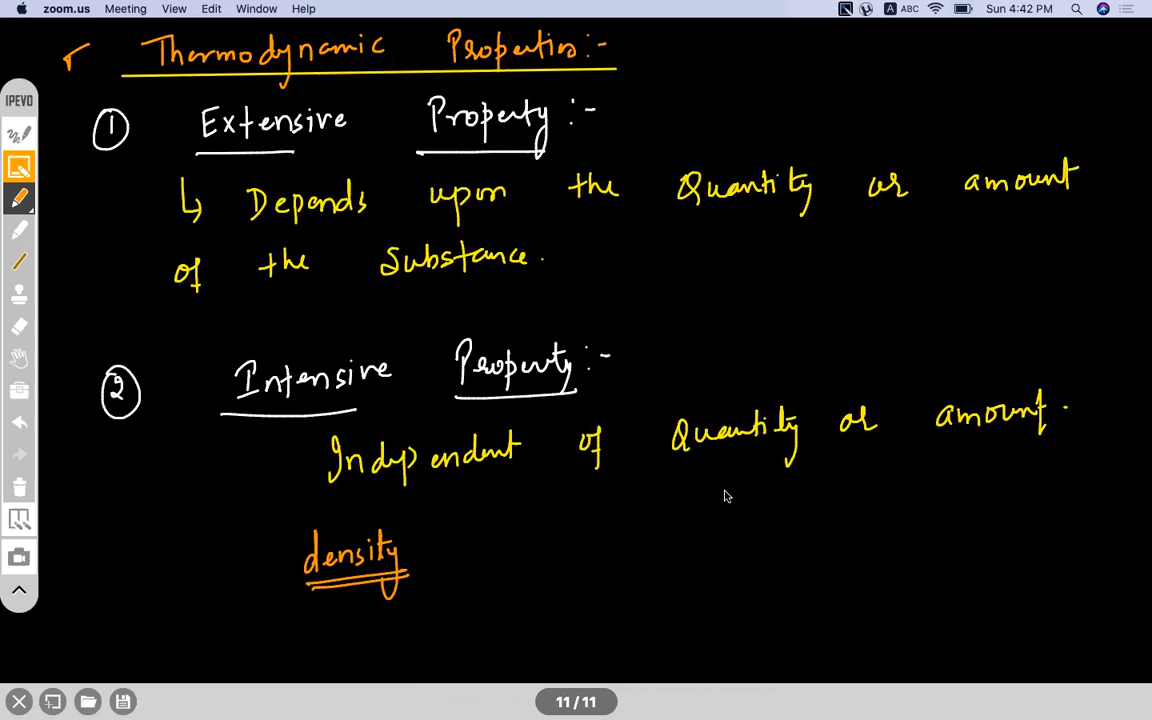 zoom.us Meeting View Edit Window Help A ABC Sun 4:42 PM
Thermodynamic Properties:-
IPEVO
1 Extensive Property:-
↳ Depends upon the Quantity or amount
of the Substance.
2 Intensive Property:-
Independent of Quantity or amount.
density
11/11